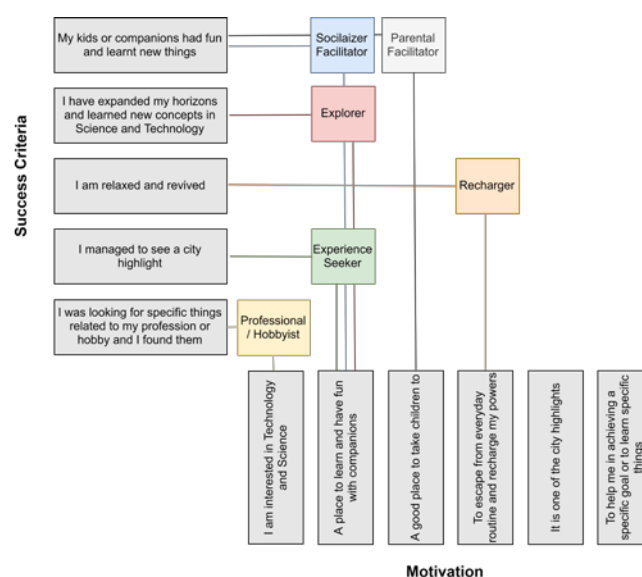 My kids or companions had fun
and learnt new things
Socilaizer
Facilitator
Parental
Facilitator
I have expanded my horizons
and learned new concepts in
Science and Technology
Explorer
Success Criteria
I am relaxed and revived
Recharger
I managed to see a city
highlight
Experience
Seeker
I was looking for specific things
related to my profession or
hobby and I found them
Professional
/ Hobbyist
I am interested in Technology
and Science
A place to learn and have fun
with companions
A good place to take children to
To escape from everyday
routine and recharge my powers
It is one of the city highlights
To help me in achieving a
specific goal or to learn specific
things
Motivation